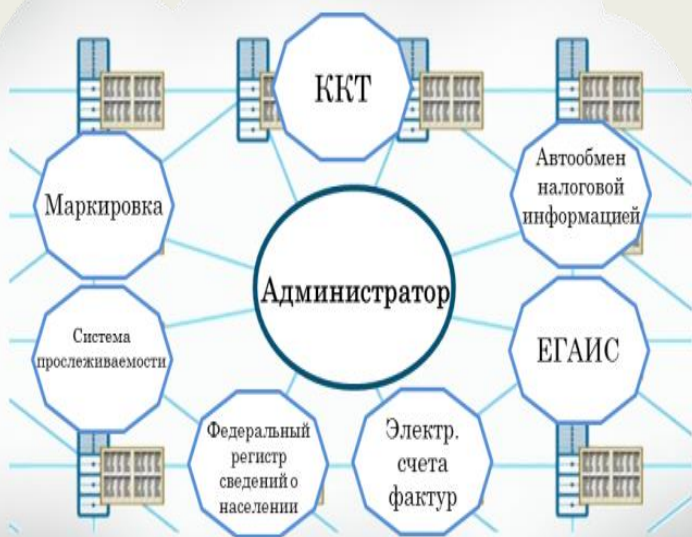 ККТ
Маркировка
Автообмен
налоговой
информацией
Администратор
Система
прослеживаемости
ЕГАИС
Федеральный
регистр
сведений о
населении
Электр.
счета
фактур